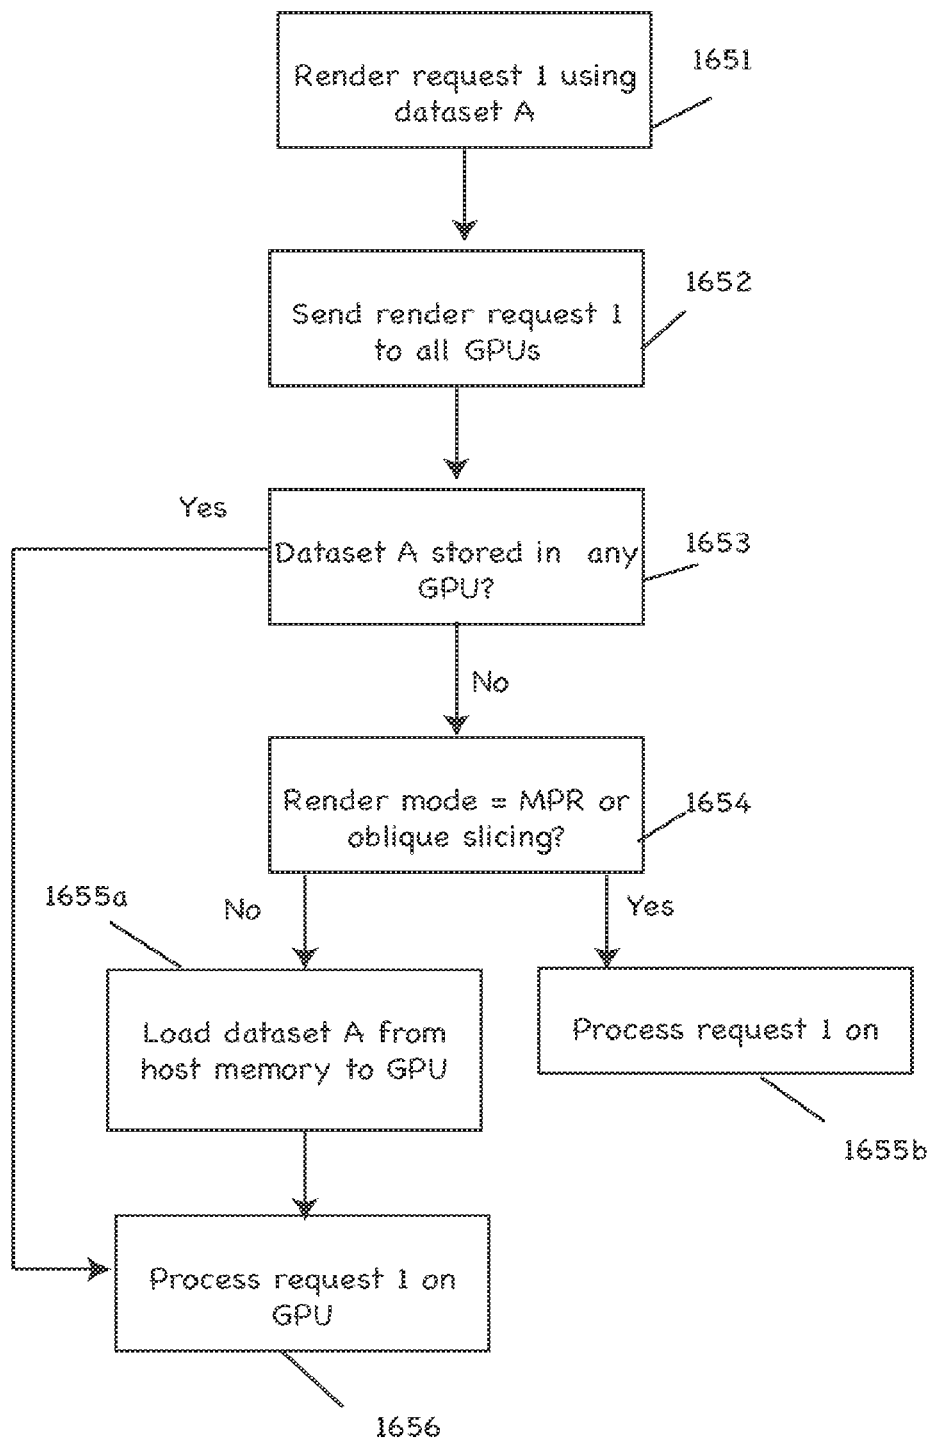 Render request 1 using
dataset A
1651
Send render request 1
to all GPUs
1652
Yes
Dataset A stored in any
GPU?
1653
No
Render mode = MPR or
oblique slicing?
1654
1655a
No
Yes
Load dataset A from
host memory to GPU
Process request 1 on
1655b
Process request 1 on
GPU
1656